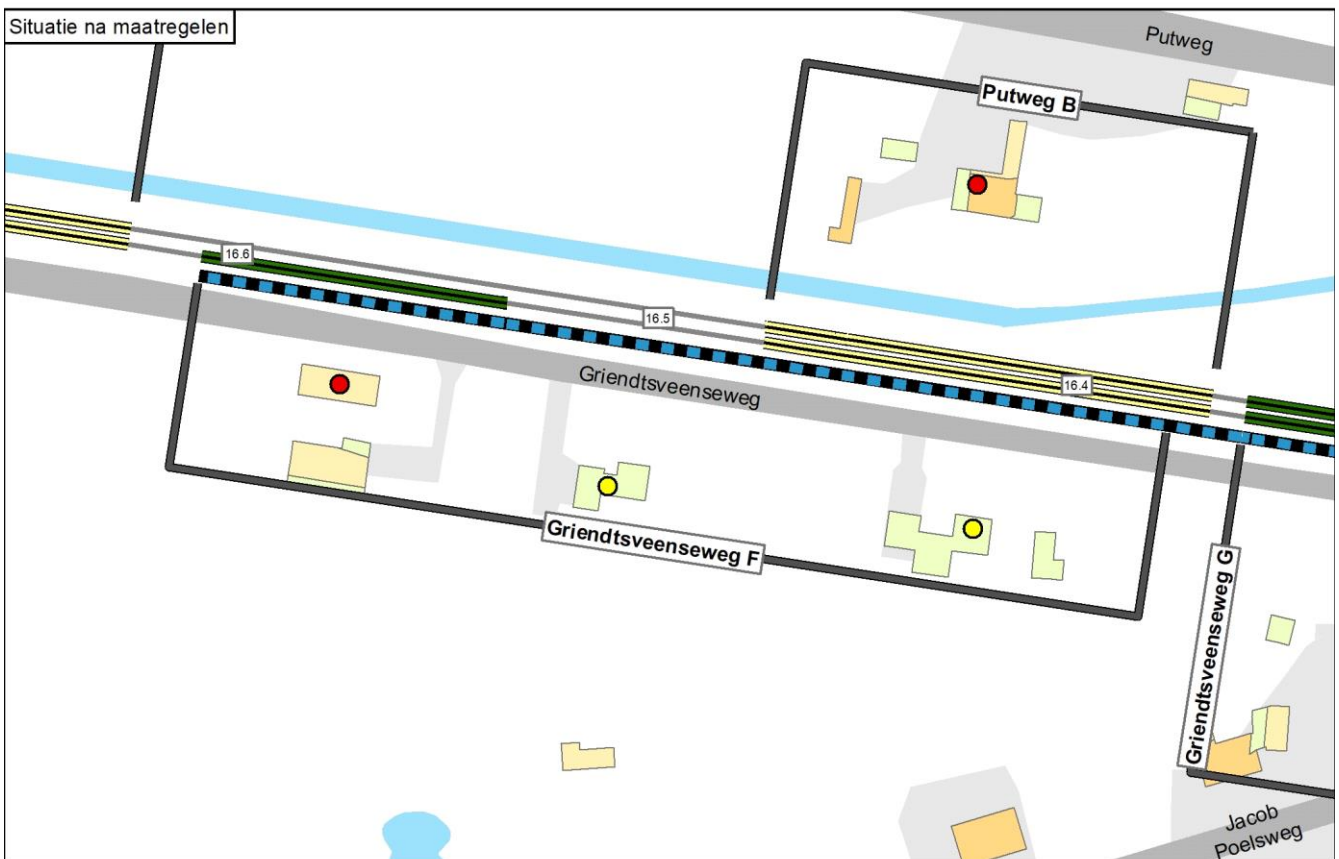 Situatie na maatregelen
Putweg
Putweg B
16.6
16.5
Griendtsveenseweg
16.4
Griendtsveenseweg F
Griendtsveenseweg G
Jacob
Poelsweg